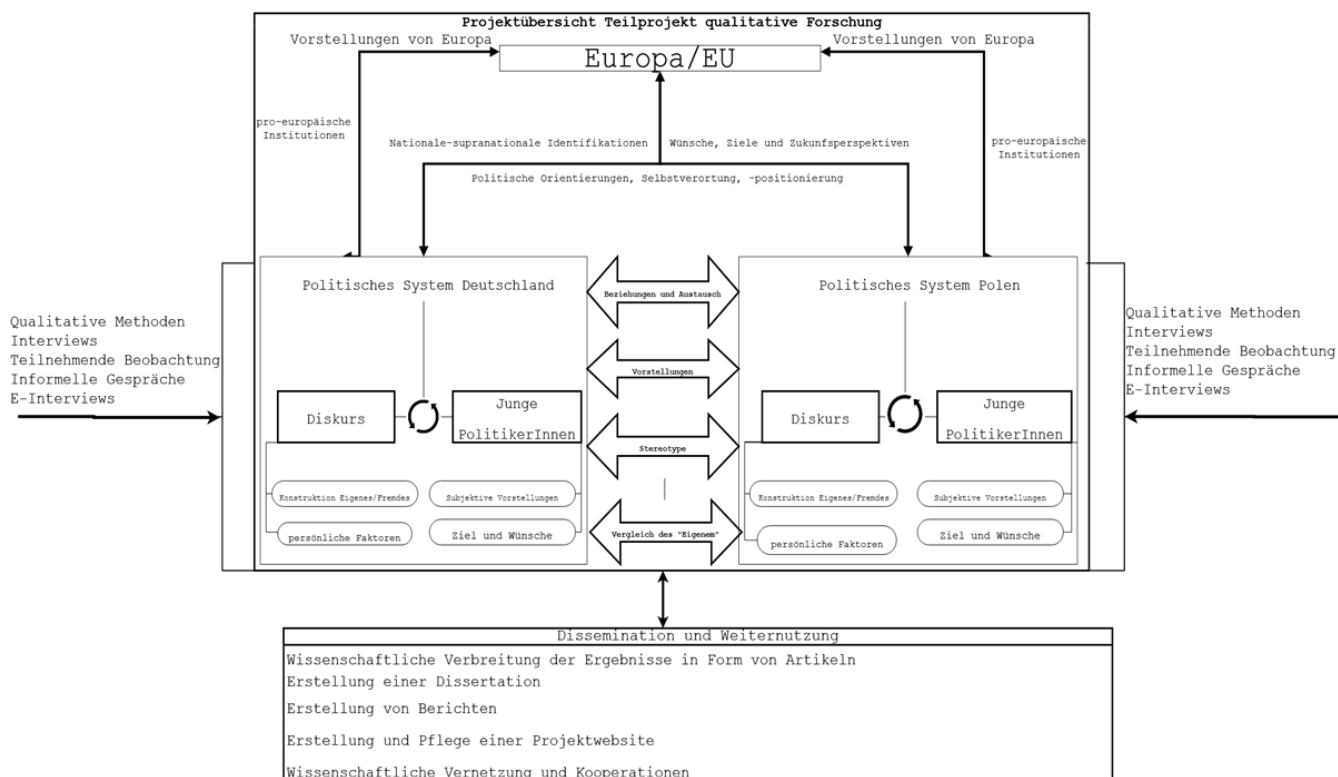 Projektübersicht Teilprojekt qualitative Forschung
Vorstellungen von Europa
Vorstellungen von Europa
Europa/EU
pro-europäische
Institutionen
pro-europäische
Institutionen
Nationale-supranationale Identifikationen
Wünsche, Ziele und Zukunfsperspektiven
Politische Orientierungen, Selbstverortung, -positionierung
Qualitative Methoden
Interviews
Teilnehmende Beobachtung
Informelle Gespräche
E-Interviews
Politisches System Deutschland
Diskurs
Junge
PolitikerInnen
Konstruktion Eigenes/Fremdes
Subjektive Vorstellungen
persönliche Faktoren
Ziel und Wünsche
Beziehungen und Austausch
Vorstellungen
Stereotype
Vergleich des "Eigenem"
Politisches System Polen
Diskurs
Junge
PolitikerInnen
Konstruktion Eigenes/Fremdes
Subjektive Vorstellungen
persönliche Faktoren
Ziel und Wünsche
Qualitative Methoden
Interviews
Teilnehmende Beobachtung
Informelle Gespräche
E-Interviews
Dissemination und Weiternutzung
Wissenschaftliche Verbreitung der Ergebnisse in Form von Artikeln
Erstellung einer Dissertation
Erstellung von Berichten
Erstellung und Pflege einer Projektwebsite
Wissenschaftliche Vernetzung und Kooperationen